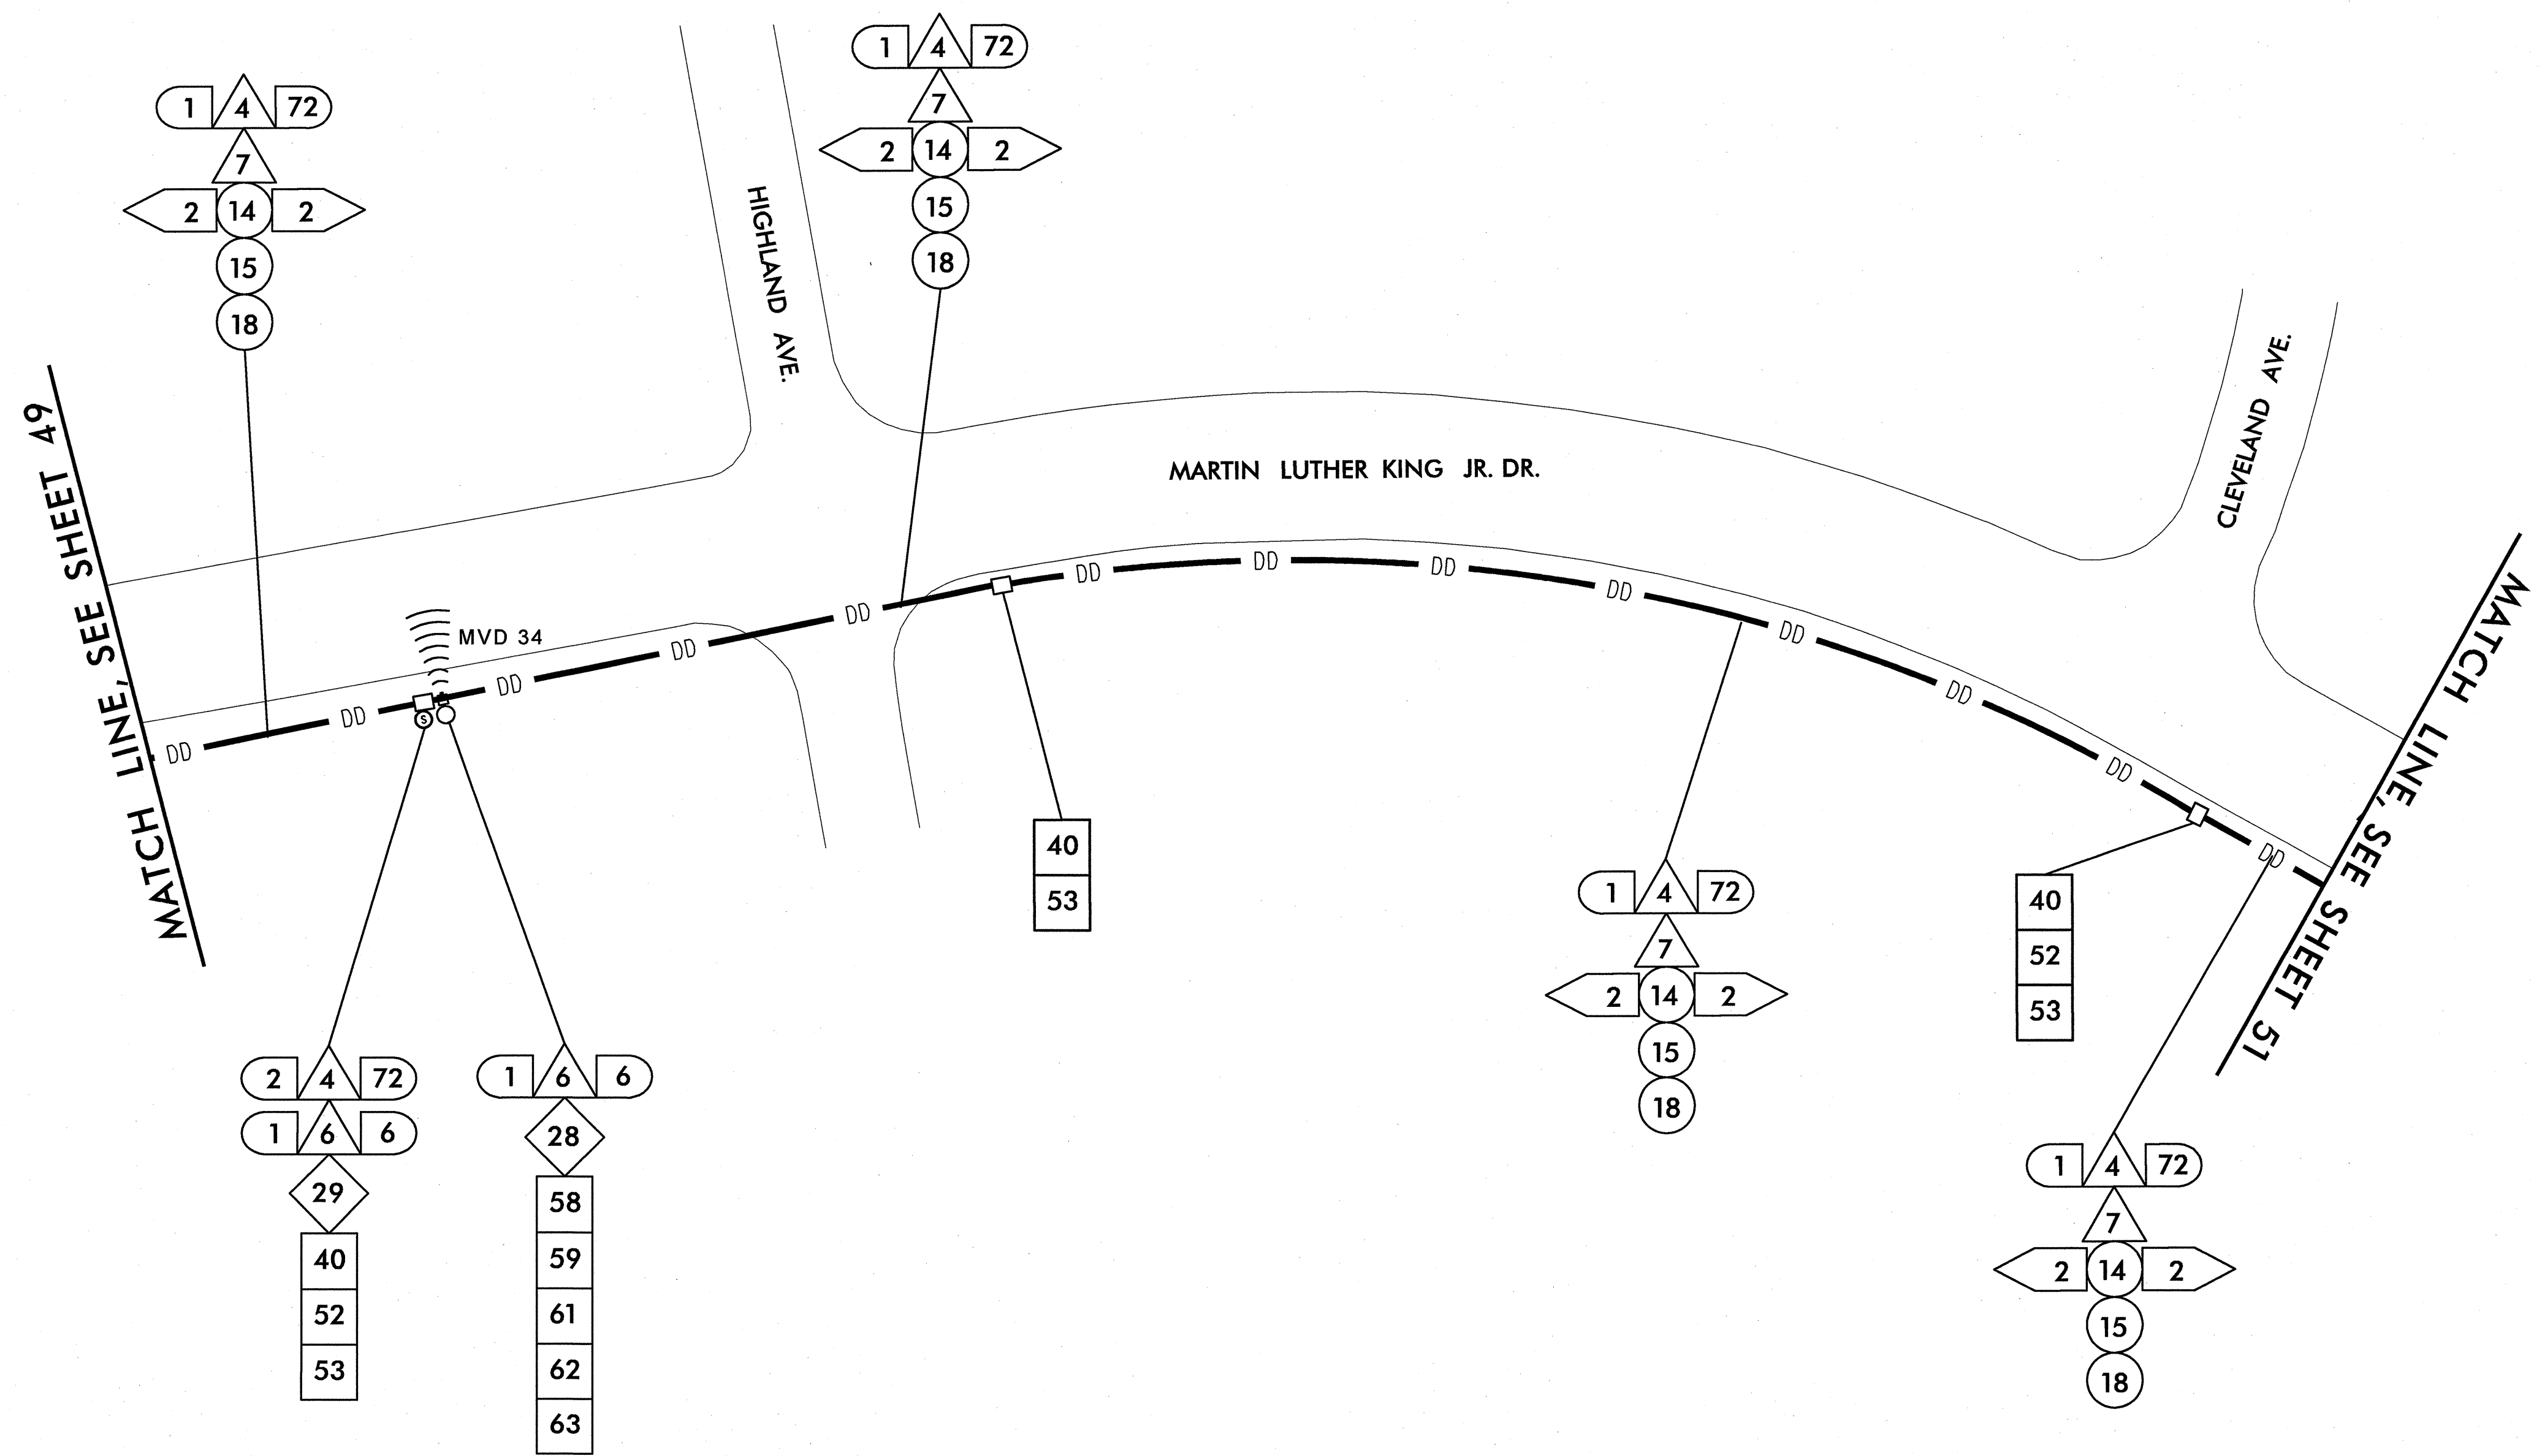 1 4 72
7
2 14 2
15
18
1 4 72
7
2 14 2
15
18
HIGHLAND AVE.
MARTIN LUTHER KING JR. DR.
CLEVELAND AVE.
MATCH LINE, SEE SHEET 49
MATCH LINE, SEE SHEET 51
MVD 34
DD
DD
DD
DD
DD
DD
DD
DD
DD
DD
DD
DD
DD
S
40
53
1 4 72
7
2 14 2
15
18
40
52
53
2 4 72
1 6 6
29
40
52
53
1 6 6
28
58
59
61
62
63
1 4 72
7
2 14 2
15
18